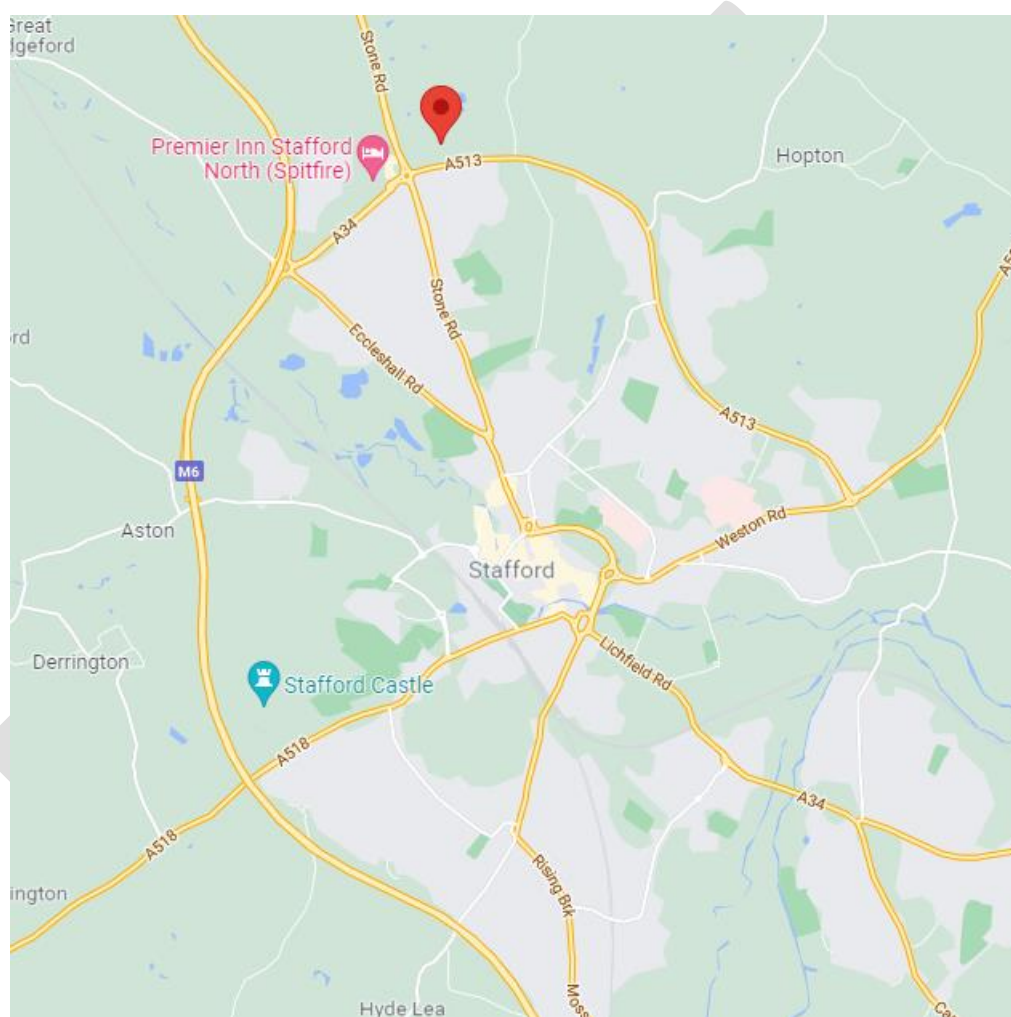 Great
dgeford
Stone Rd
Premier Inn Stafford
North (Spitfire)
A513
Hopton
A34
Stone Rd
Eccleshall Rd
rd
A513
M6
Aston
Weston Rd
Stafford
Derrington
Lichfield Rd
Stafford Castle
A518
A34
A518
Rising Brk
ington
Moss
Hyde Lea